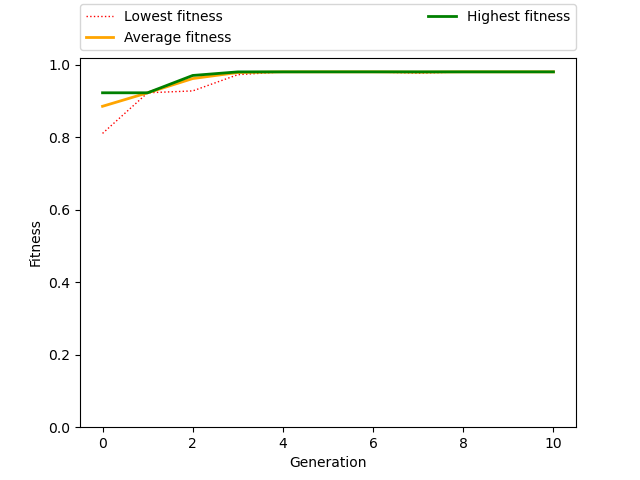 Lowest fitness
Average fitness
Highest fitness
1.0
0.8
0.6
0.4
0.2
0.0
Fitness
0 2 4 6 8 10
Generation